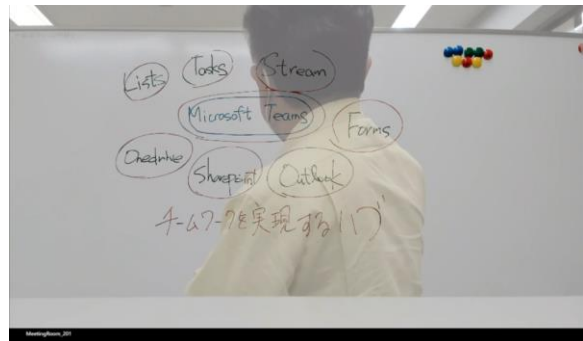 Lists Tasks Stream
Microsoft Teams
Forms
Onedrive Sharepoint Outlook
チームワークを実現するハブ
MeetingRoom_201